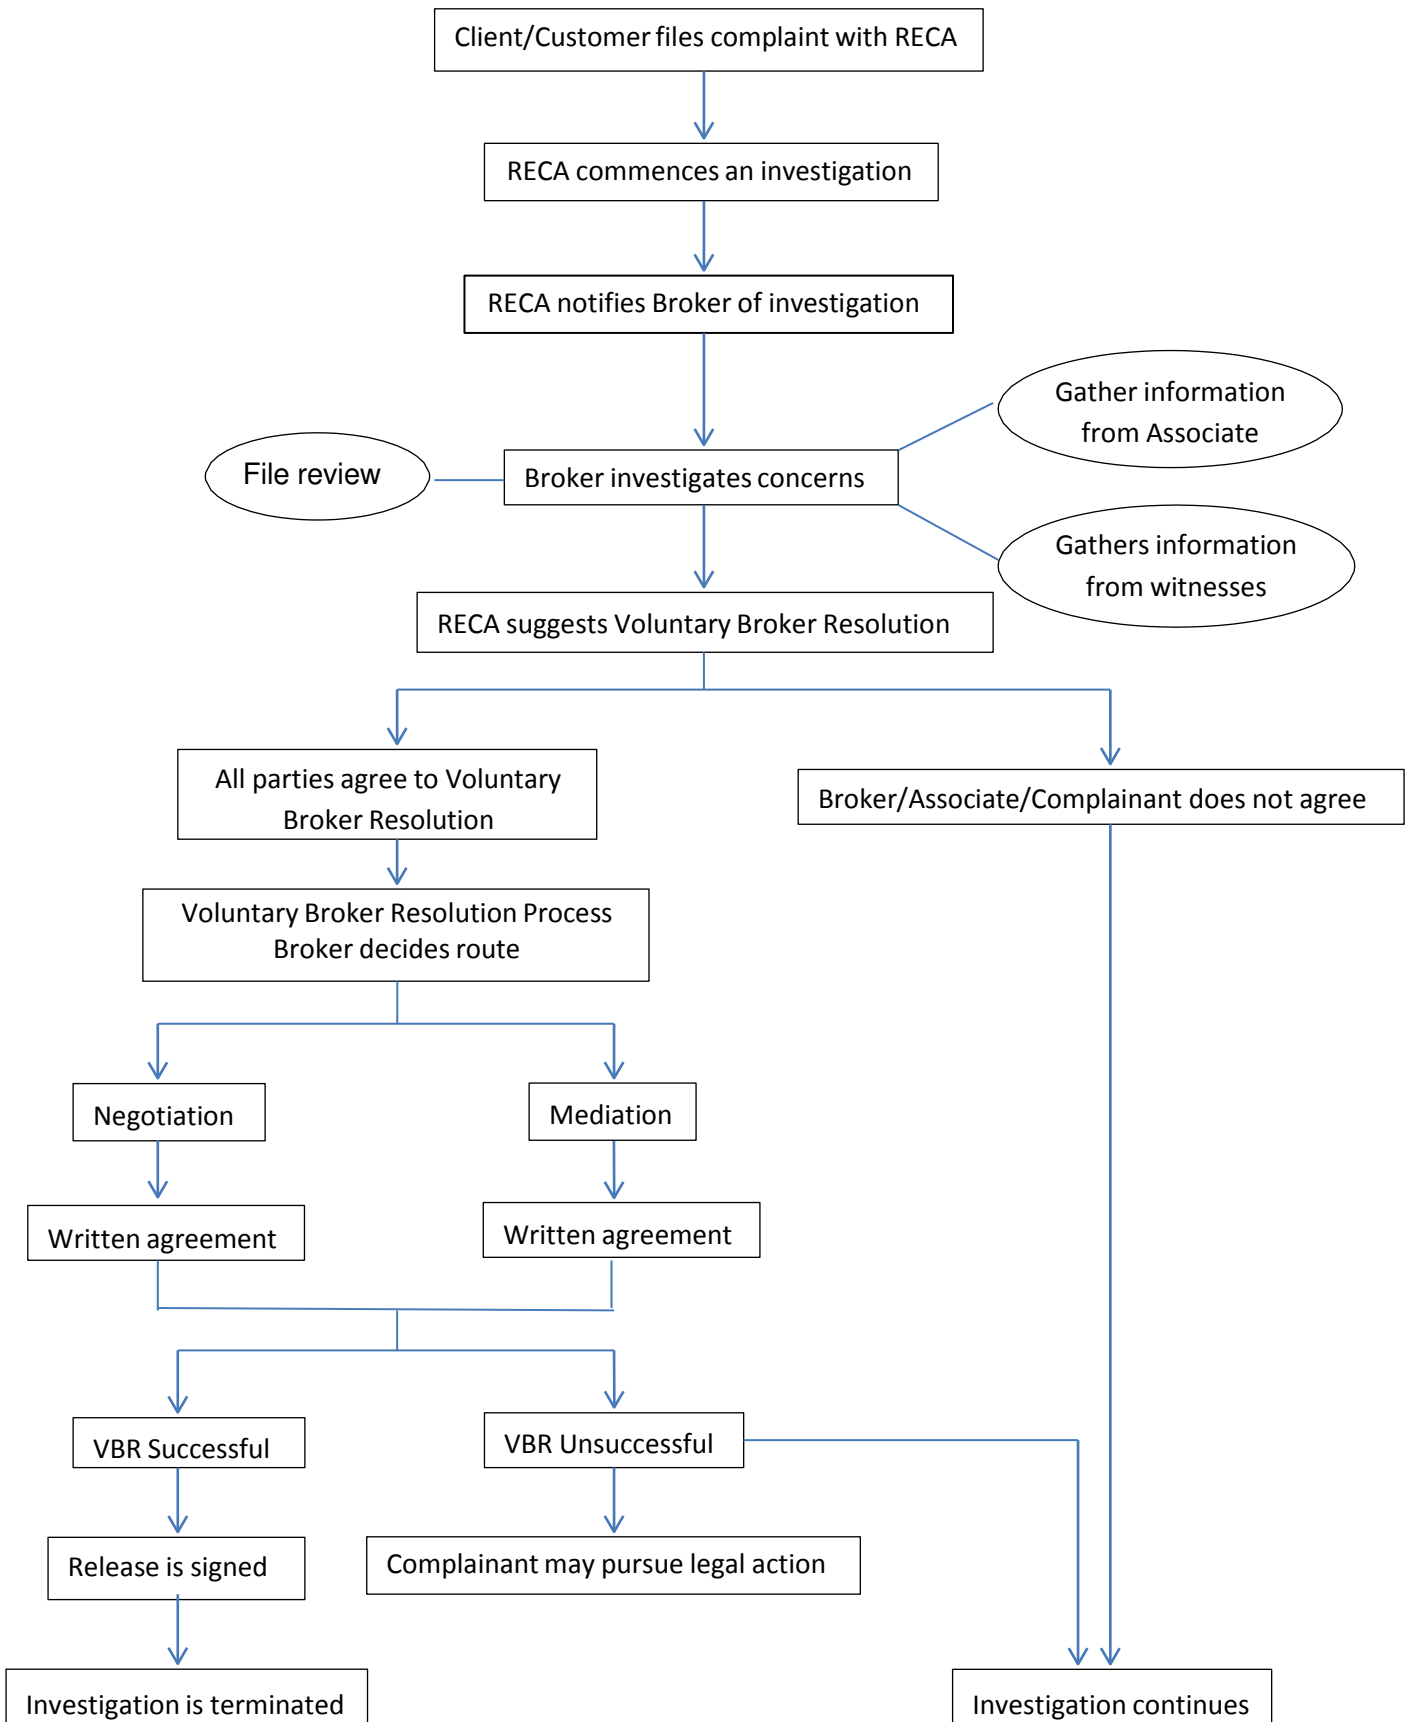 Client/Customer files complaint with RECA
RECA commences an investigation
RECA notifies Broker of investigation
Gather information
from Associate
File review
Broker investigates concerns
Gathers information
from witnesses
RECA suggests Voluntary Broker Resolution
All parties agree to Voluntary
Broker Resolution
Broker/Associate/Complainant does not agree
Voluntary Broker Resolution Process
Broker decides route
Negotiation
Mediation
Written agreement
Written agreement
VBR Successful
VBR Unsuccessful
Release is signed
Complainant may pursue legal action
Investigation is terminated
Investigation continues